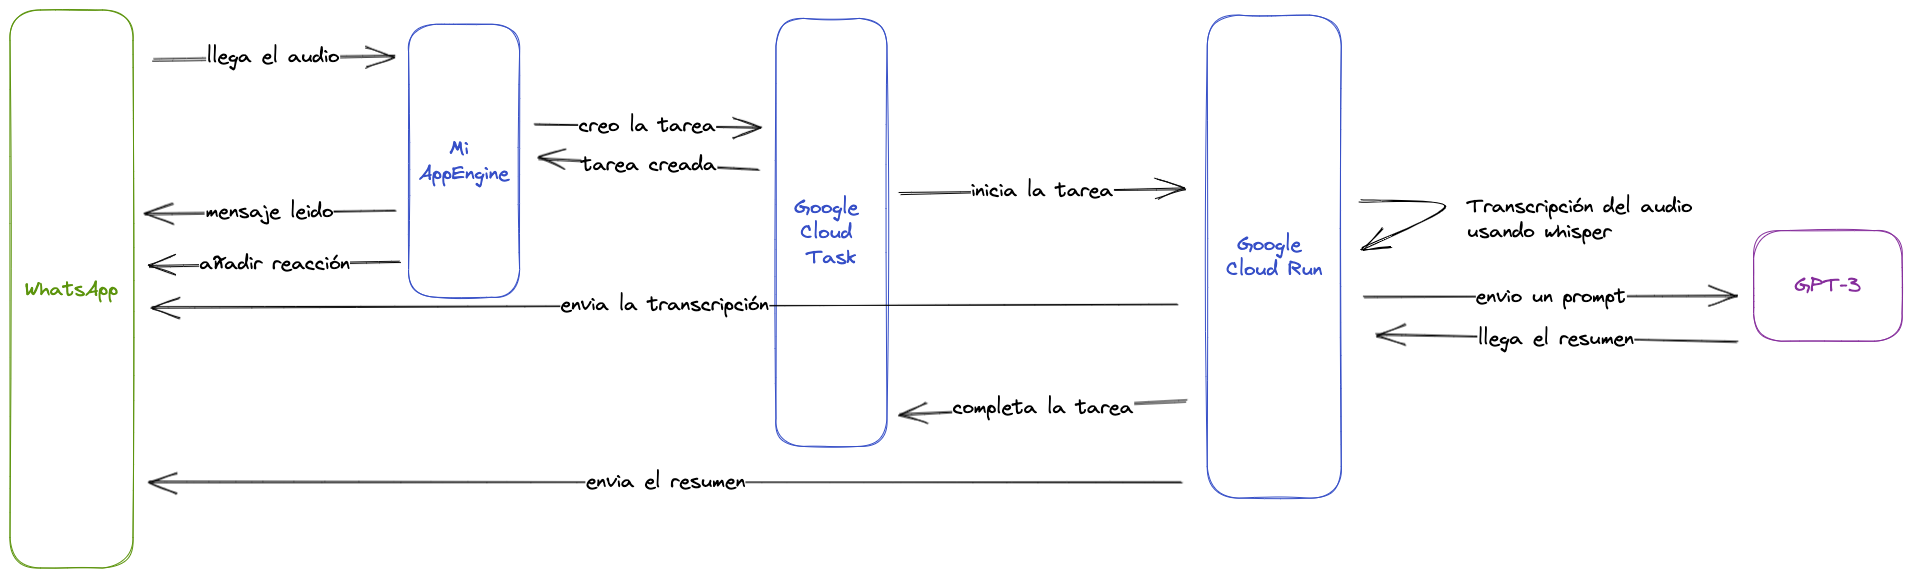 llega el audio
creo la tarea
Mi
AppEngine
tarea creada
inicia la tarea
Transcripción del audio
usando whisper
mensaje leido
Google
Cloud
Task
Google
Cloud Run
añadir reacción
WhatsApp
GPT-3
envia la transcripción
envio un prompt
llega el resumen
completa la tarea
envia el resumen